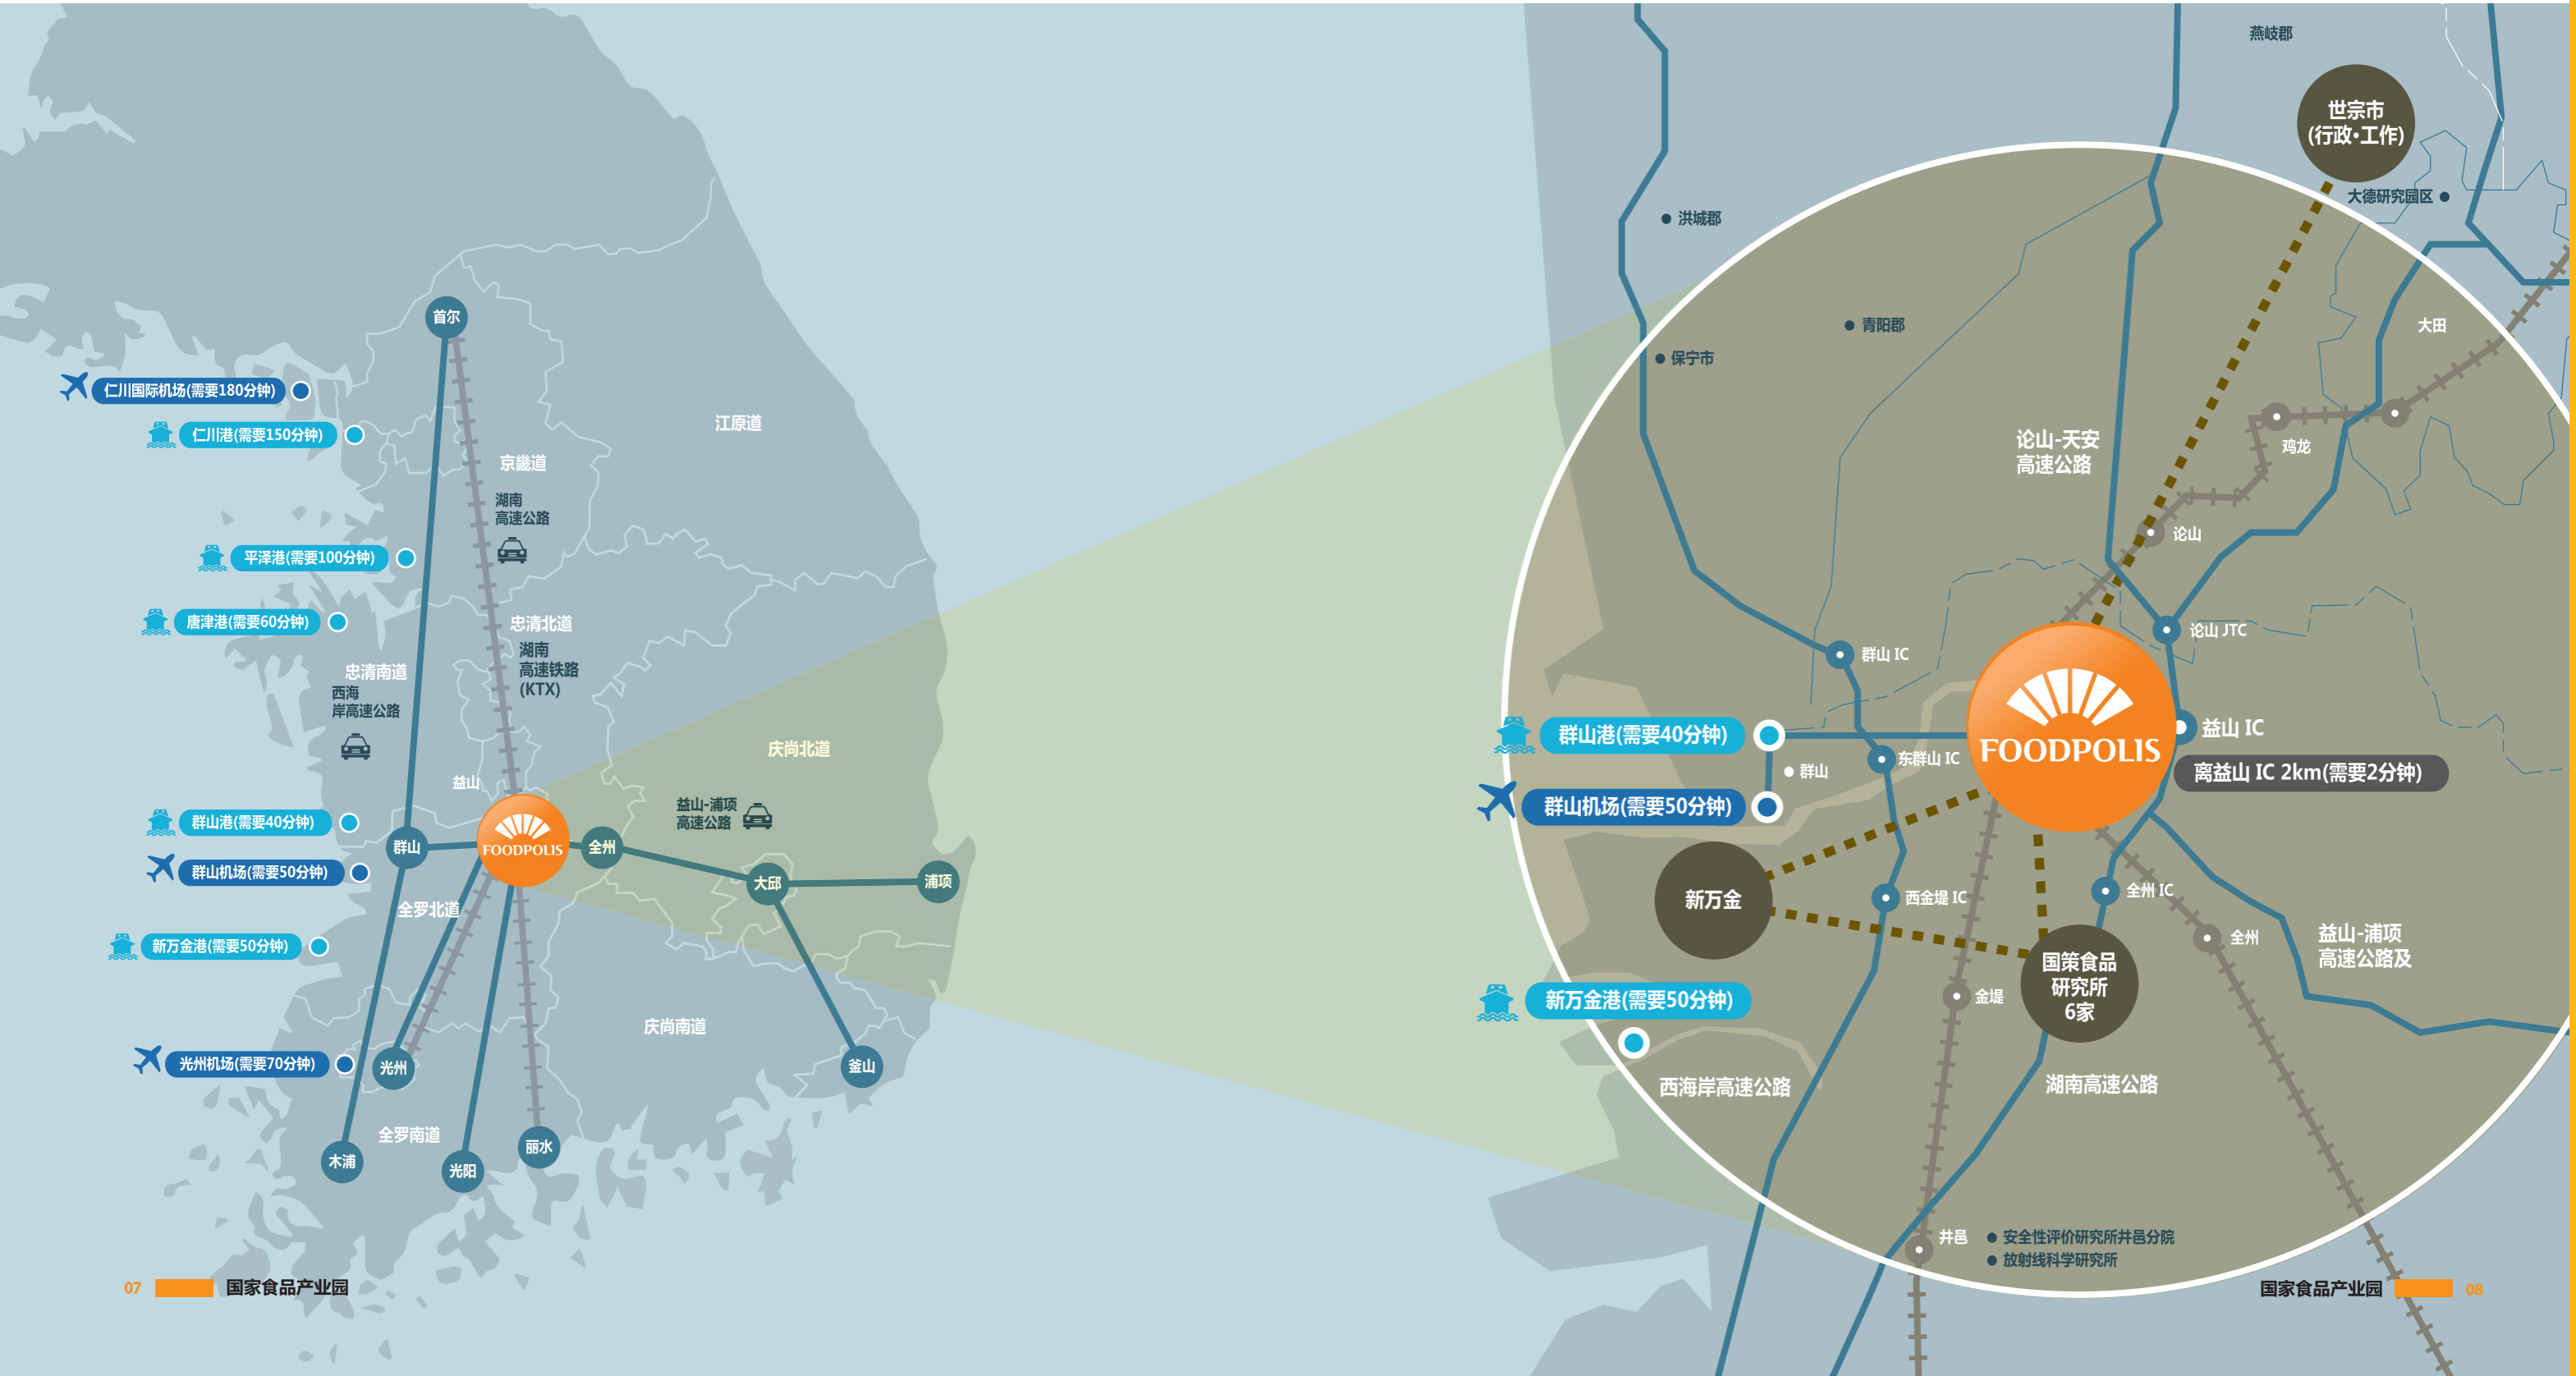 首尔
仁川国际机场(需要180分钟)
仁川港(需要150分钟)
江原道
京畿道
湖南
高速公路
平泽港(需要100分钟)
唐津港(需要60分钟)
忠清北道
湖南
高速铁路
(KTX)
忠清南道
西海
岸高速公路
庆尚北道
益山
益山-浦项
高速公路
群山港(需要40分钟)
群山
FOODPOLIS
全州
大邱
浦项
群山机场(需要50分钟)
全罗北道
新万金港(需要50分钟)
庆尚南道
光州机场(需要70分钟)
光州
釜山
全罗南道
木浦
光阳
丽水
07
国家食品产业园
燕岐郡
世宗市
(行政·工作)
大德研究园区
洪城郡
青阳郡
保宁市
大田
论山-天安
高速公路
鸡龙
论山
论山 JTC
群山 IC
益山 IC
群山港(需要40分钟)
东群山 IC
FOODPOLIS
群山
离益山 IC 2km(需要2分钟)
群山机场(需要50分钟)
新万金
西金堤 IC
全州 IC
全州
益山-浦项
高速公路及
国策食品
研究所
6家
新万金港(需要50分钟)
金堤
西海岸高速公路
湖南高速公路
井邑
安全性评价研究所井邑分院
放射线科学研究所
国家食品产业园
08